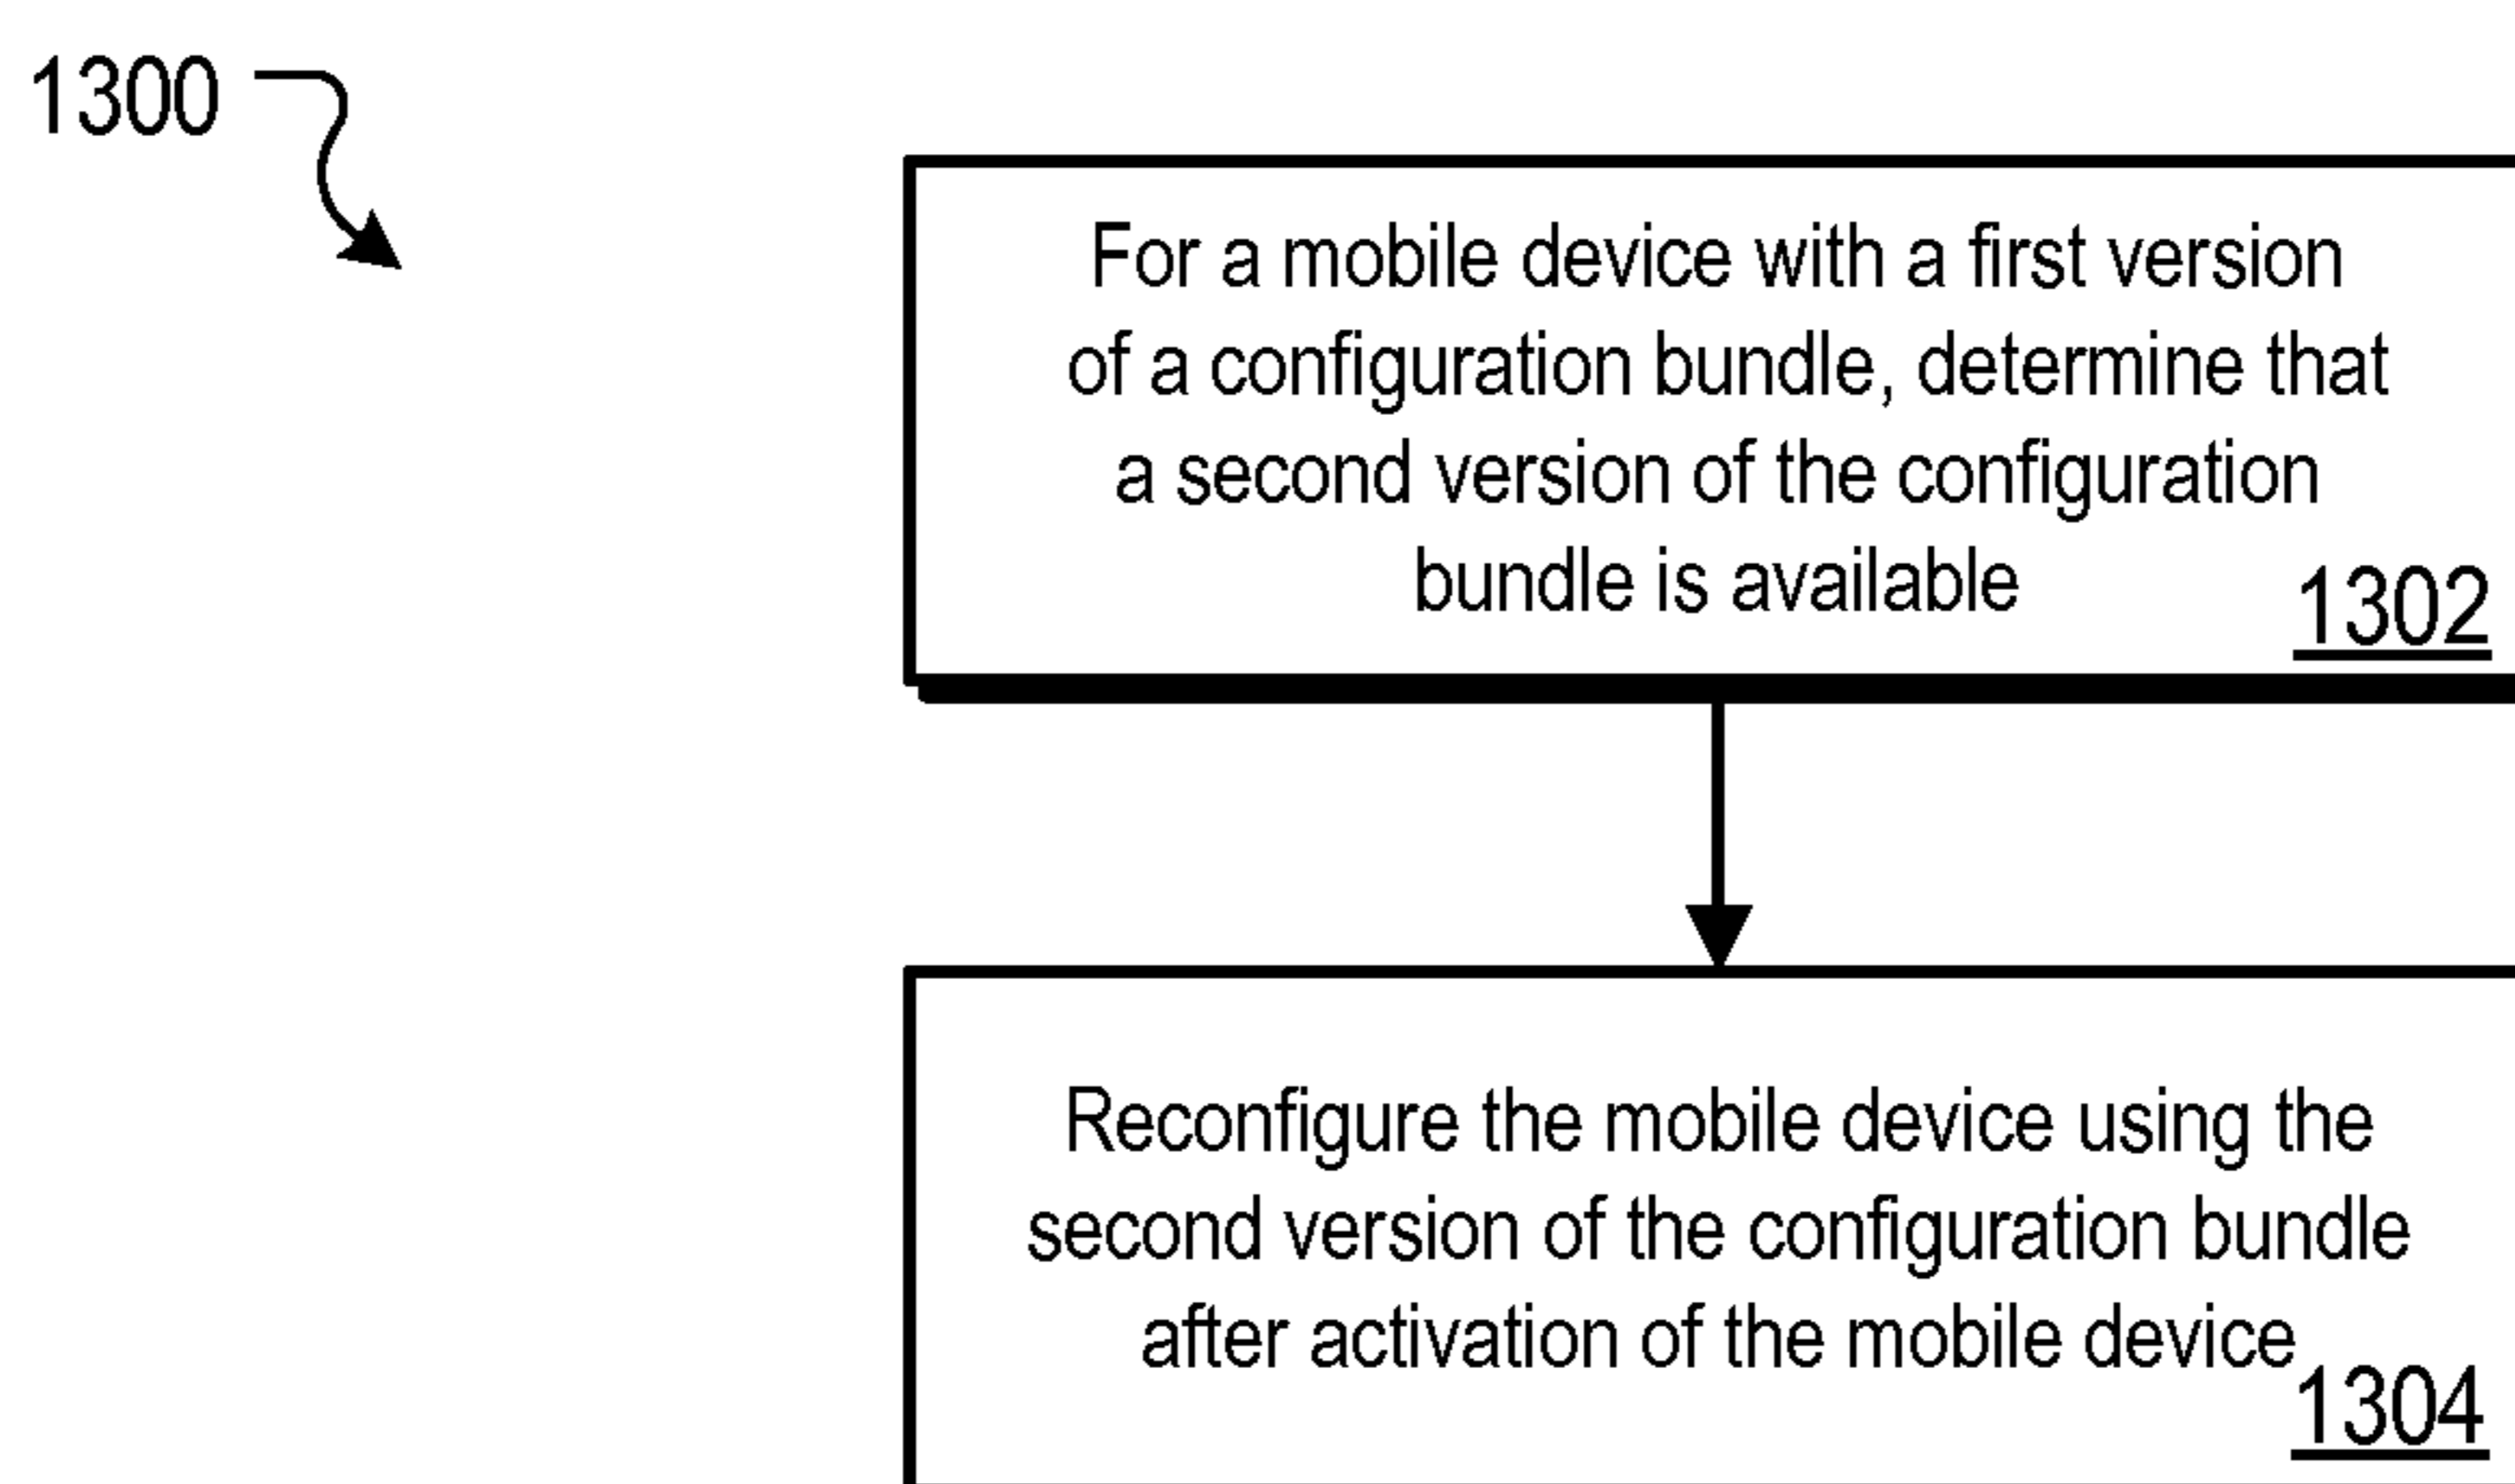 1300
For a mobile device with a first version
of a configuration bundle, determine that
a second version of the configuration
bundle is available
1302
Reconfigure the mobile device using the
second version of the configuration bundle
after activation of the mobile device
1304